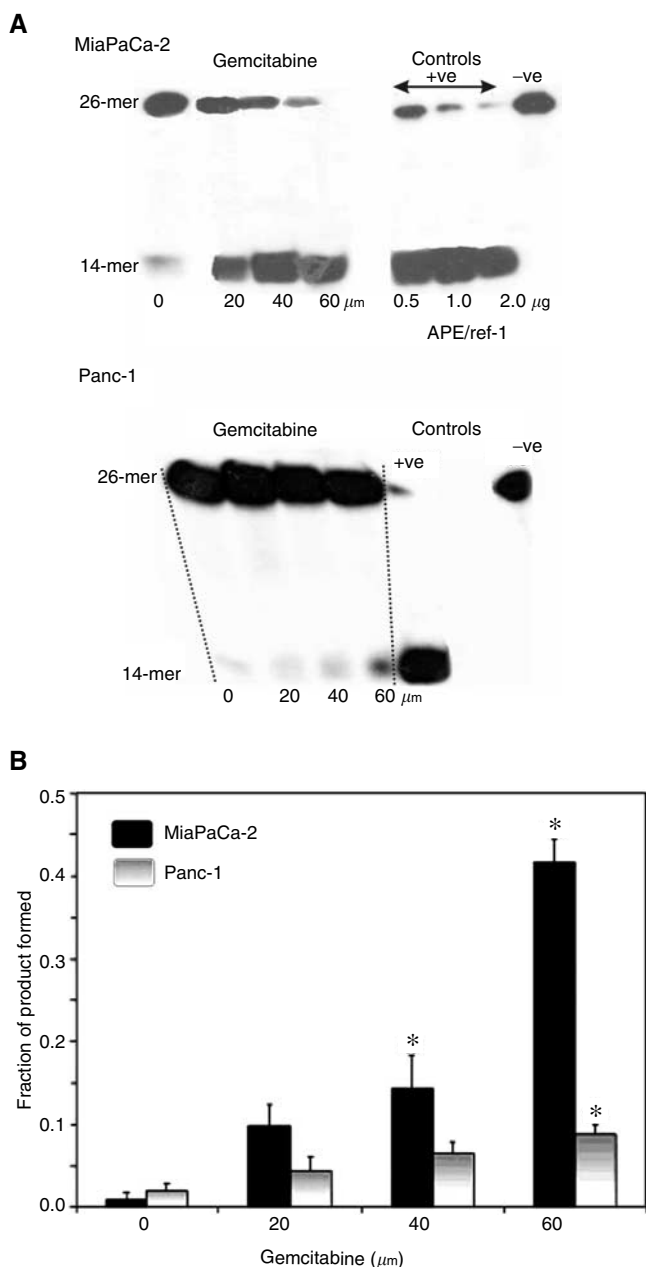 A
MiaPaCa-2
Gemcitabine
Controls
+ve
−ve
26-mer
14-mer
0 20 40 60 μm 0.5 1.0 2.0 μg
APE/ref-1
Panc-1
Gemcitabine
Controls
+ve
−ve
26-mer
14-mer
0 20 40 60 μm
B
0.5
0.4
0.3
0.2
0.1
0.0
Fraction of product formed
MiaPaCa-2
Panc-1
*
*
*
0 20 40 60
Gemcitabine (μm)